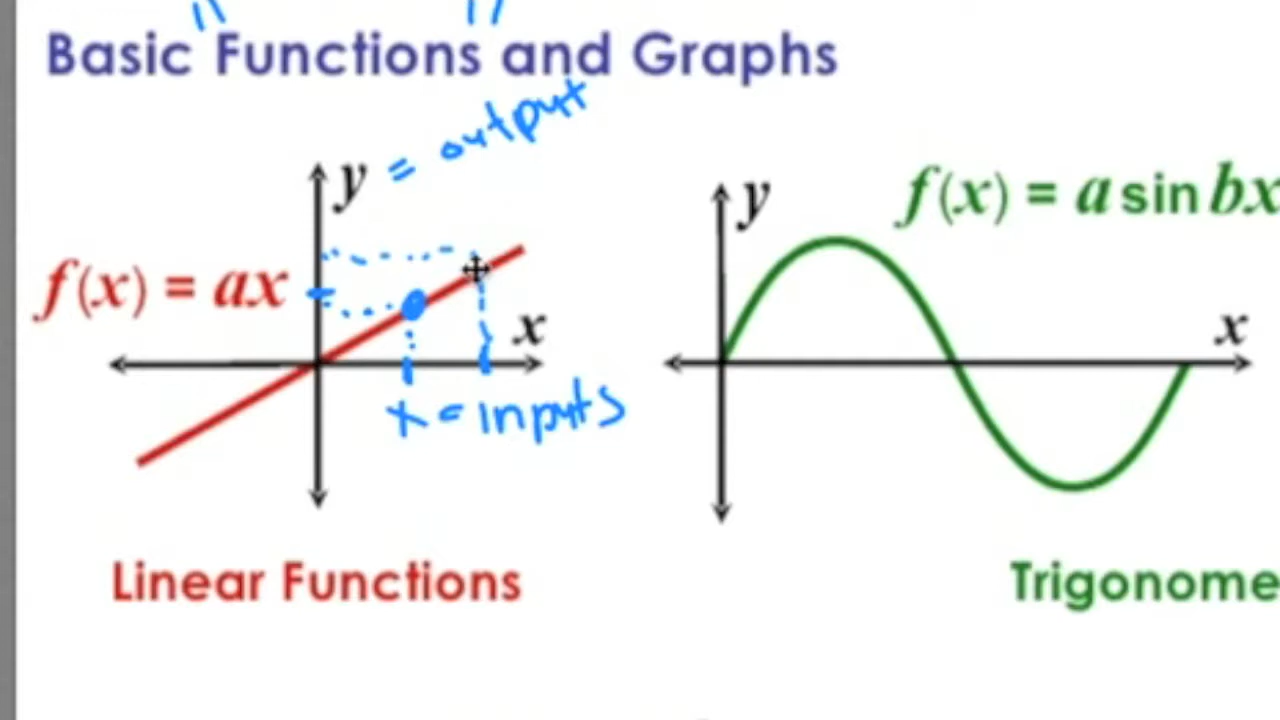 Basic Functions and Graphs
y = output
f(x) = ax
x
x = inputs
Linear Functions
y
f(x) = a sin bx
x
Trigonome